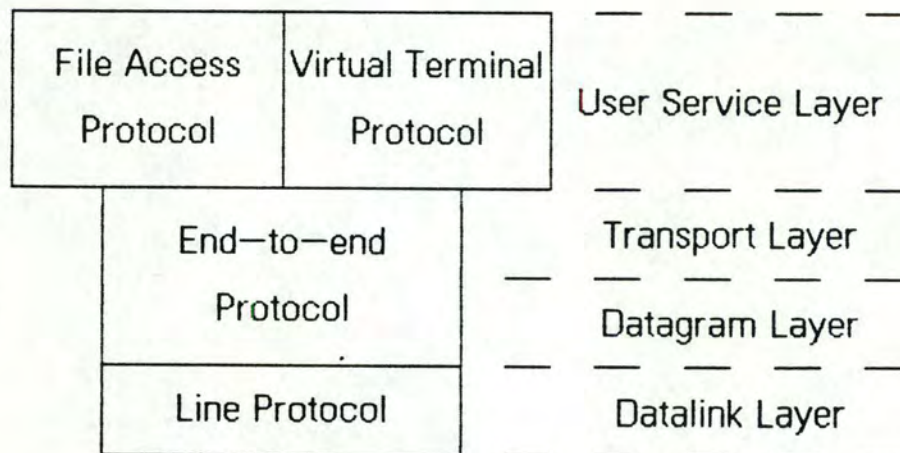 File Access
Protocol
Virtual Terminal
Protocol
User Service Layer
End—to—end
Protocol
Transport Layer
Datagram Layer
Line Protocol
Datalink Layer